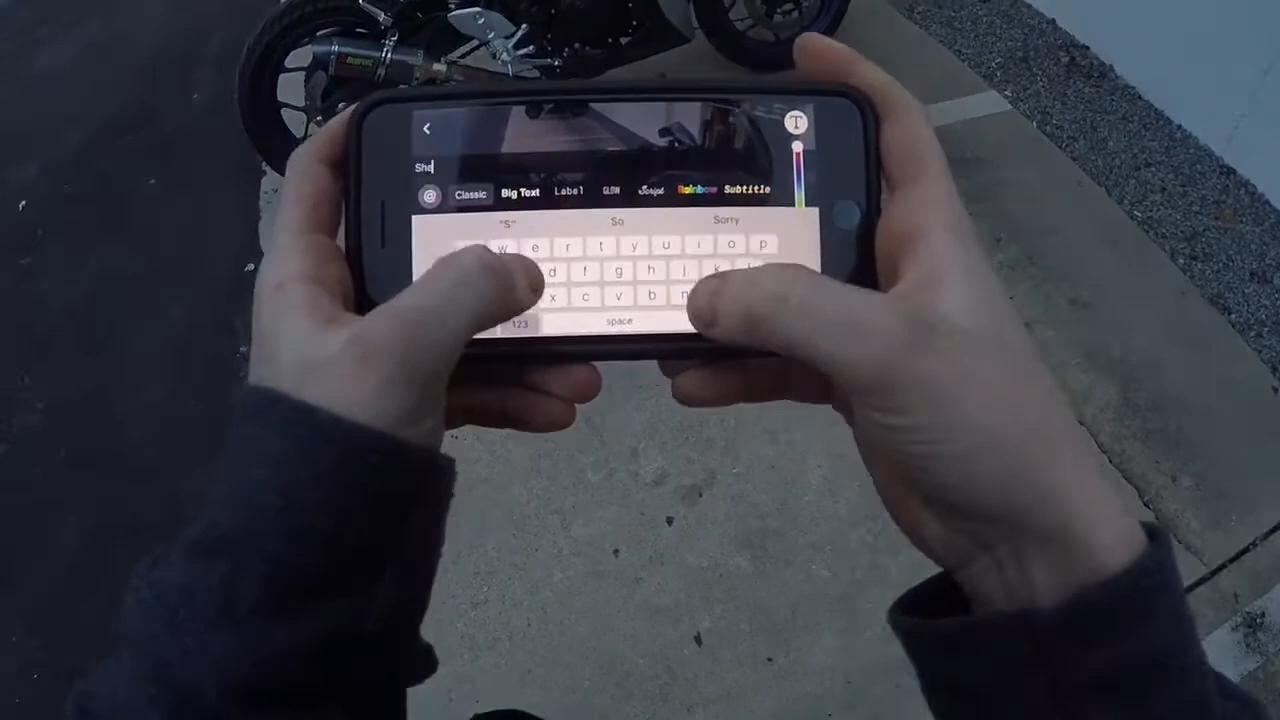 She
@ Classic Big Text Label GLOW Script Rainbow Subtitle T
"S" So Sorry
w e r t y u i o p
d f g h j k
x c v b n
123 space